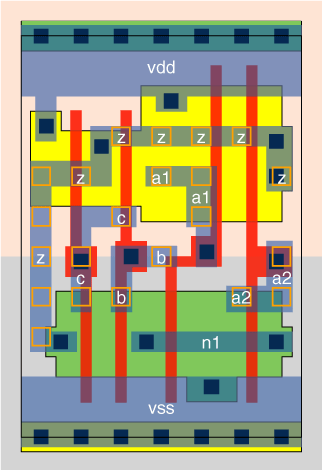 vdd
z z z z
z z a1 z
a1
c
z b
c a2
b a2
n1
vss